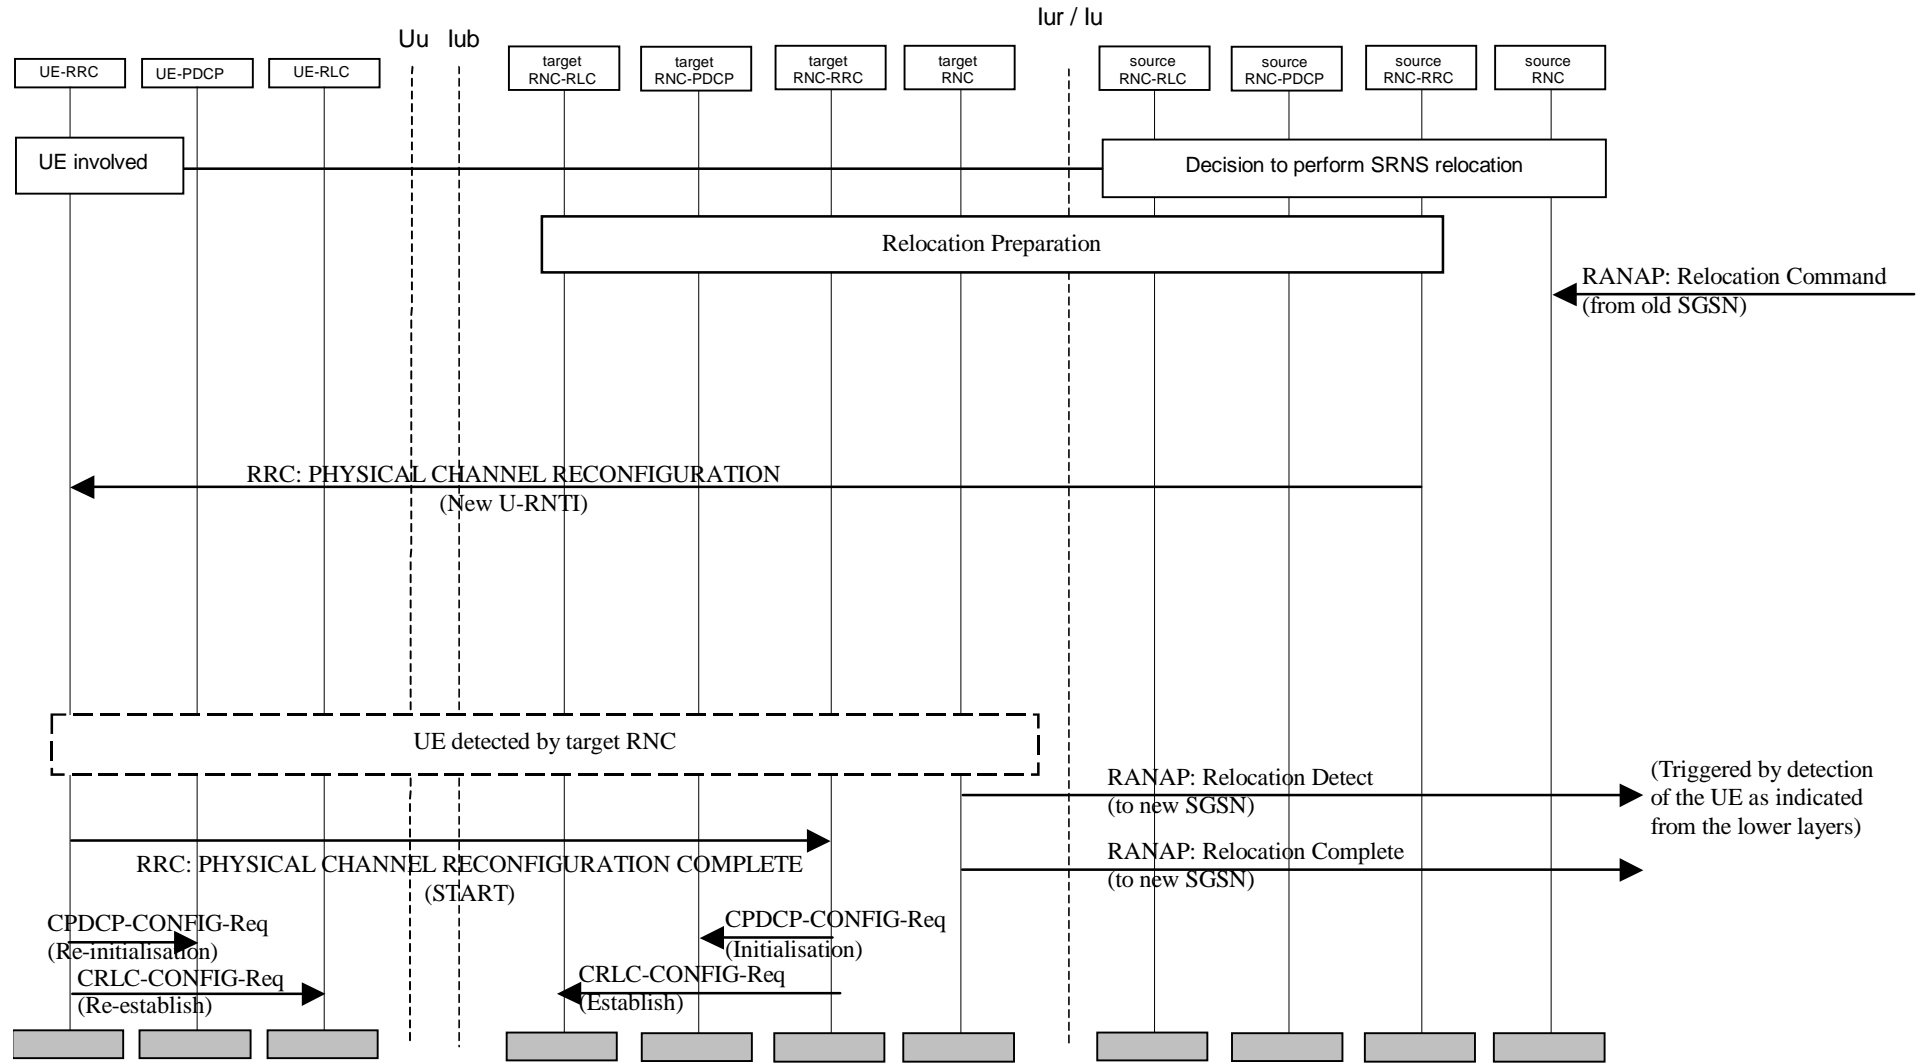 Iur / Iu
Uu Iub
UE-RRC
UE-PDCP
UE-RLC
target
RNC-RLC
target
RNC-PDCP
target
RNC-RRC
target
RNC
source
RNC-RLC
source
RNC-PDCP
source
RNC-RRC
source
RNC
UE involved
Decision to perform SRNS relocation
Relocation Preparation
RANAP: Relocation Command
(from old SGSN)
RRC: PHYSICAL CHANNEL RECONFIGURATION
(New U-RNTI)
UE detected by target RNC
RANAP: Relocation Detect
(to new SGSN)
(Triggered by detection
of the UE as indicated
from the lower layers)
RRC: PHYSICAL CHANNEL RECONFIGURATION COMPLETE
(START)
RANAP: Relocation Complete
(to new SGSN)
CPDCP-CONFIG-Req
(Re-initialisation)
CPDCP-CONFIG-Req
(Initialisation)
CRLC-CONFIG-Req
(Re-establish)
CRLC-CONFIG-Req
(Establish)